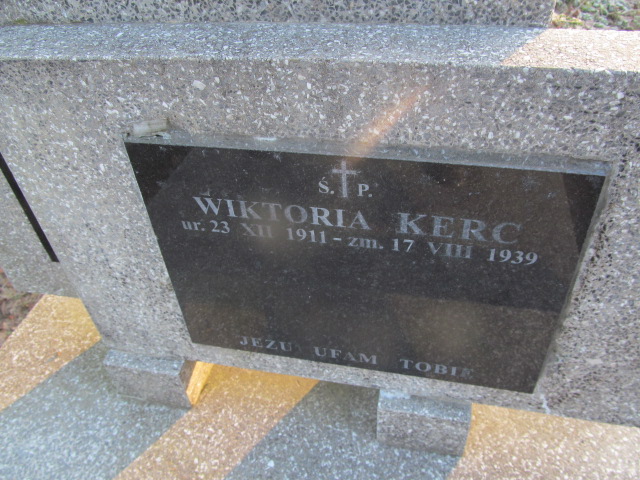 Ś. P.
WIKTORIA KERC
ur. 23 XII 1911 - zm. 17 VIII 1939
JEZU UFAM TOBIE